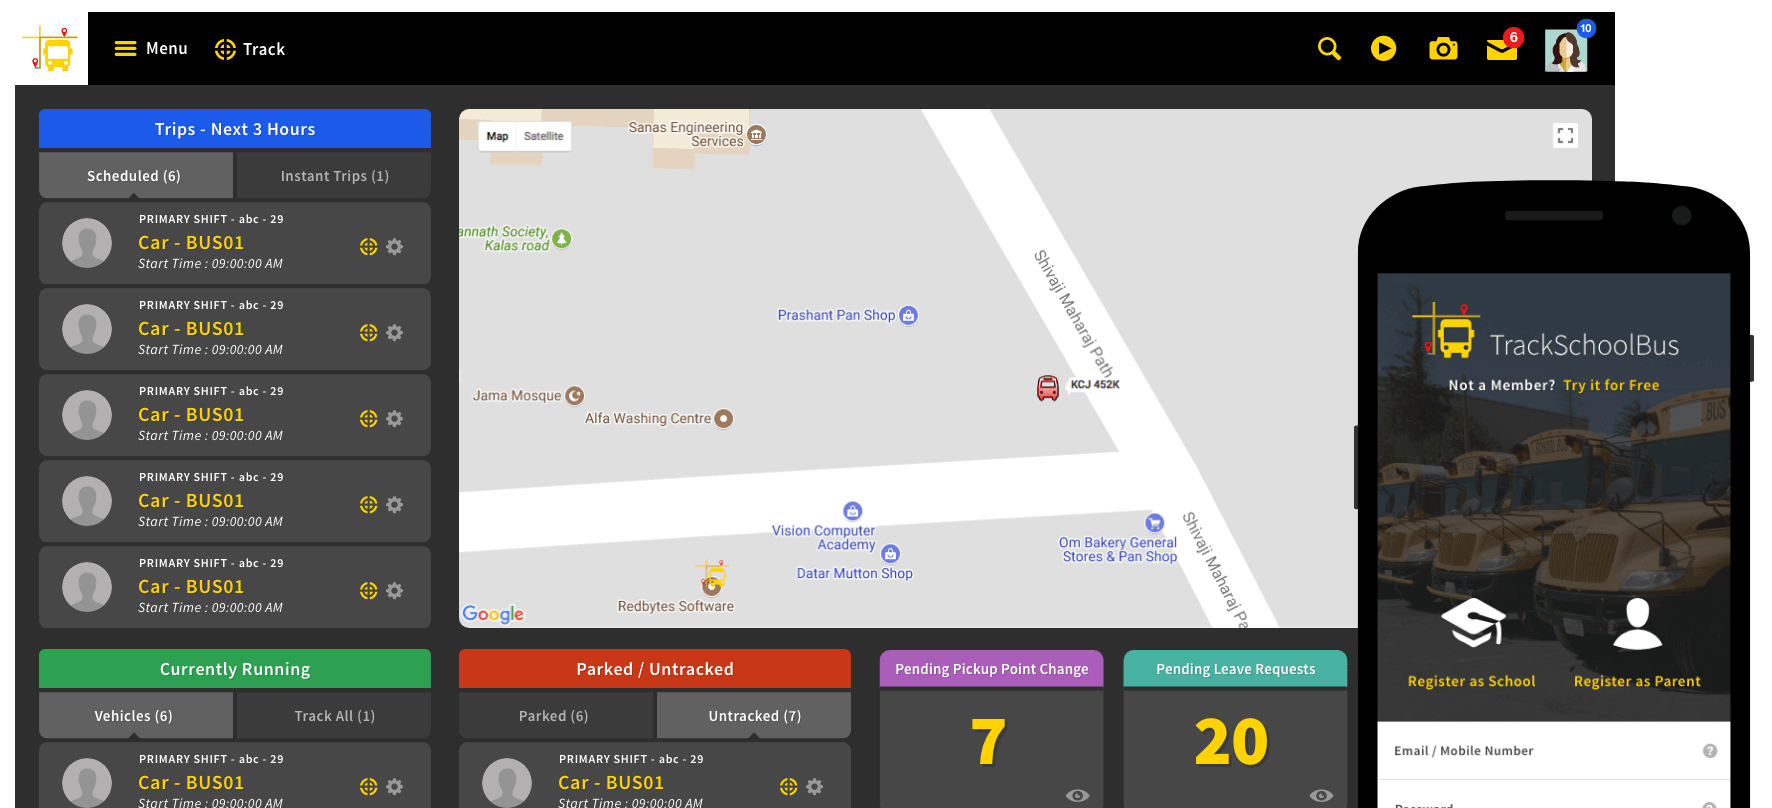 Menu
Track
6
10
Trips - Next 3 Hours
Scheduled (6)
Instant Trips (1)
PRIMARY SHIFT - abc - 29
Car - BUS01
Start Time : 09:00:00 AM
PRIMARY SHIFT - abc - 29
Car - BUS01
Start Time : 09:00:00 AM
PRIMARY SHIFT - abc - 29
Car - BUS01
Start Time : 09:00:00 AM
PRIMARY SHIFT - abc - 29
Car - BUS01
Start Time : 09:00:00 AM
PRIMARY SHIFT - abc - 29
Car - BUS01
Start Time : 09:00:00 AM
Map
Satellite
Sanas Engineering
Services
annath Society,
Kalas road
Shivaji Maharaj Path
Prashant Pan Shop
KCJ 452K
Jama Mosque
Alfa Washing Centre
Vision Computer
Academy
Datar Mutton Shop
Om Bakery General
Stores & Pan Shop
Shivaji Maharaj Pa
Redbytes Software
Google
Currently Running
Vehicles (6)
Track All (1)
PRIMARY SHIFT - abc - 29
Car - BUS01
Start Time : 09:00:00 AM
Parked / Untracked
Parked (6)
Untracked (7)
PRIMARY SHIFT - abc - 29
Car - BUS01
Start Time : 09:00:00 AM
Pending Pickup Point Change
7
Pending Leave Requests
20
TrackSchoolBus
Not a Member? Try it for Free
BUS
SCHOOL BUS
Register as School
Register as Parent
Email / Mobile Number
?
Password